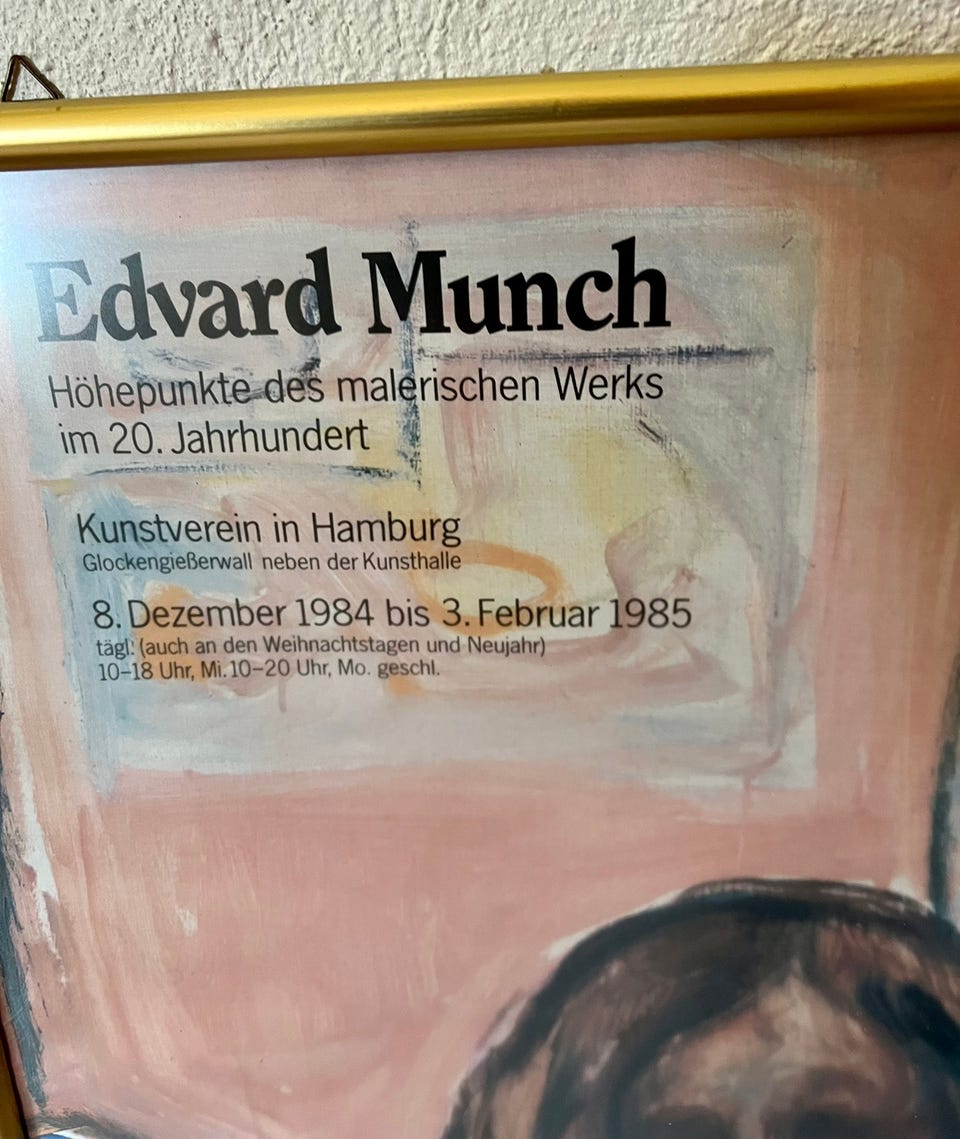 Edvard Munch
Höhepunkte des malerischen Werks
im 20. Jahrhundert
Kunstverein in Hamburg
Glockengießerwall neben der Kunsthalle
8. Dezember 1984 bis 3. Februar 1985
tägl. (auch an den Weihnachtstagen und Neujahr)
10–18 Uhr, Mi. 10–20 Uhr, Mo. geschl.